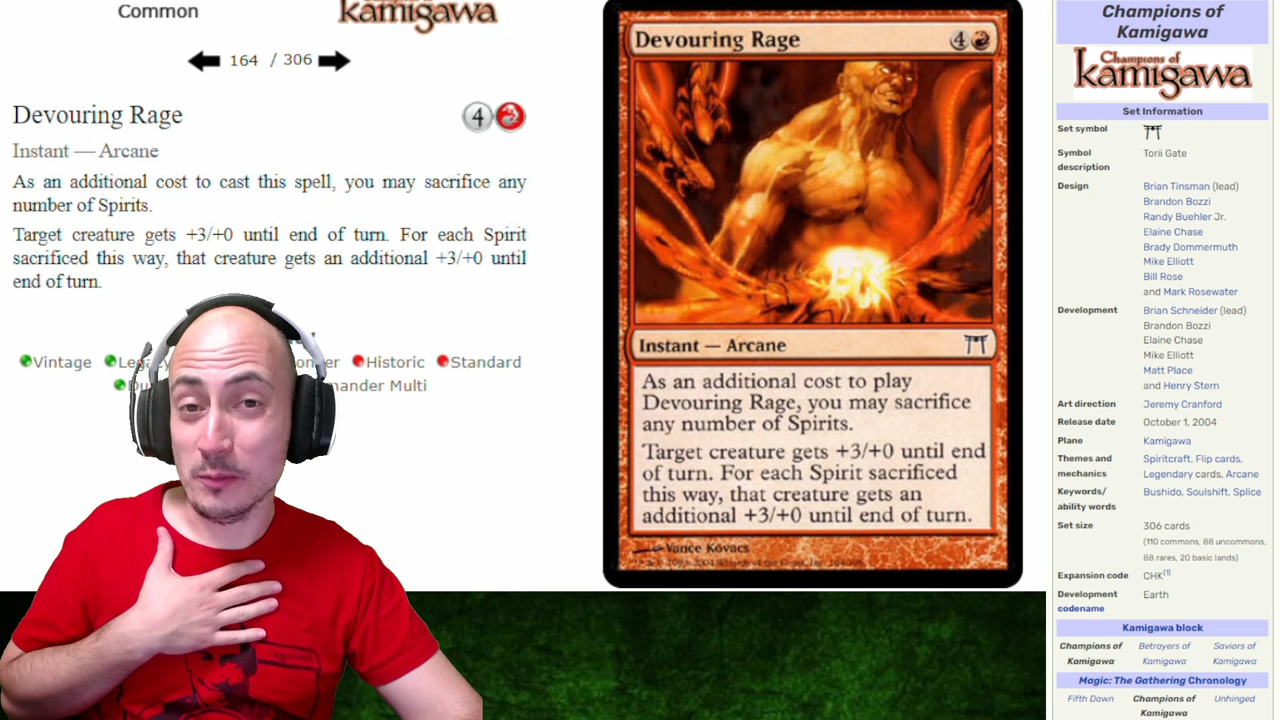 Common
Champions of
kamigawa
164 / 306
Devouring Rage
4
Instant — Arcane
As an additional cost to cast this spell, you may sacrifice any
number of Spirits.
Target creature gets +3/+0 until end of turn. For each Spirit
sacrificed this way, that creature gets an additional +3/+0 until
end of turn.
Vintage Historic Standard
Multi
Devouring Rage 4
Instant — Arcane
As an additional cost to play
Devouring Rage, you may sacrifice
any number of Spirits.
Target creature gets +3/+0 until end
of turn. For each Spirit sacrificed
this way, that creature gets an
additional +3/+0 until end of turn.
Vance Kovacs
Champions of
Kamigawa
Champions of
kamigawa
Set Information
Set symbol
Symbol description Torii Gate
Design Brian Tinsman (lead)
Brandon Bozzi
Randy Buehler Jr.
Elaine Chase
Brady Dommermuth
Mike Elliott
Bill Rose
and Mark Rosewater
Development Brian Schneider (lead)
Brandon Bozzi
Elaine Chase
Mike Elliott
Matt Place
and Henry Stern
Art direction Jeremy Cranford
Release date October 1, 2004
Plane Kamigawa
Themes and Spiritcraft, Flip cards,
mechanics Legendary cards, Arcane
Keywords/ Bushido, Soulshift, Splice
ability words
Set size 306 cards
(110 commons, 88 uncommons,
88 rares, 20 basic lands)
Expansion code CHK[1]
Development Earth
codename
Kamigawa block
Champions of Betrayers of Saviors of
Kamigawa Kamigawa Kamigawa
Magic: The Gathering Chronology
Fifth Dawn Champions of Unhinged
Kamigawa